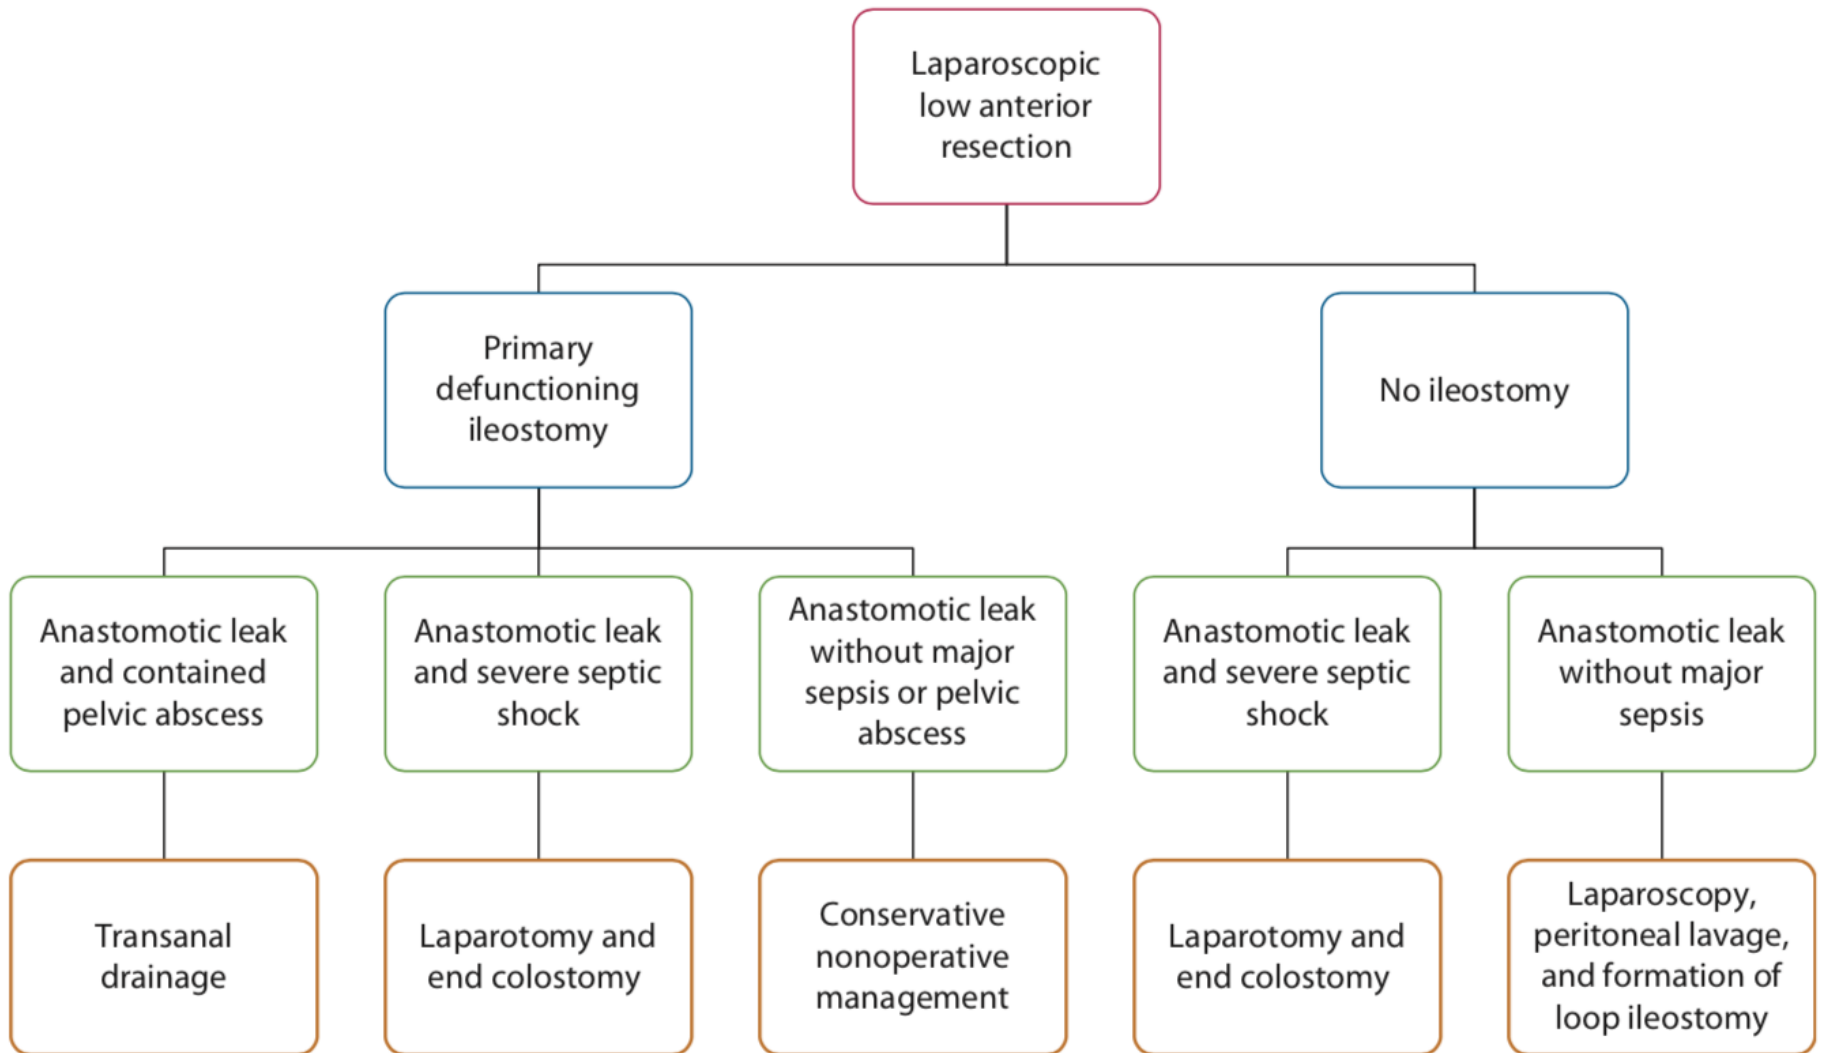 Laparoscopic
low anterior
resection
Primary
defunctioning
ileostomy
No ileostomy
Anastomotic leak
and contained
pelvic abscess
Anastomotic leak
and severe septic
shock
Anastomotic leak
without major
sepsis or pelvic
abscess
Anastomotic leak
and severe septic
shock
Anastomotic leak
without major
sepsis
Transanal
drainage
Laparotomy and
end colostomy
Conservative
nonoperative
management
Laparotomy and
end colostomy
Laparoscopy,
peritoneal lavage,
and formation of
loop ileostomy